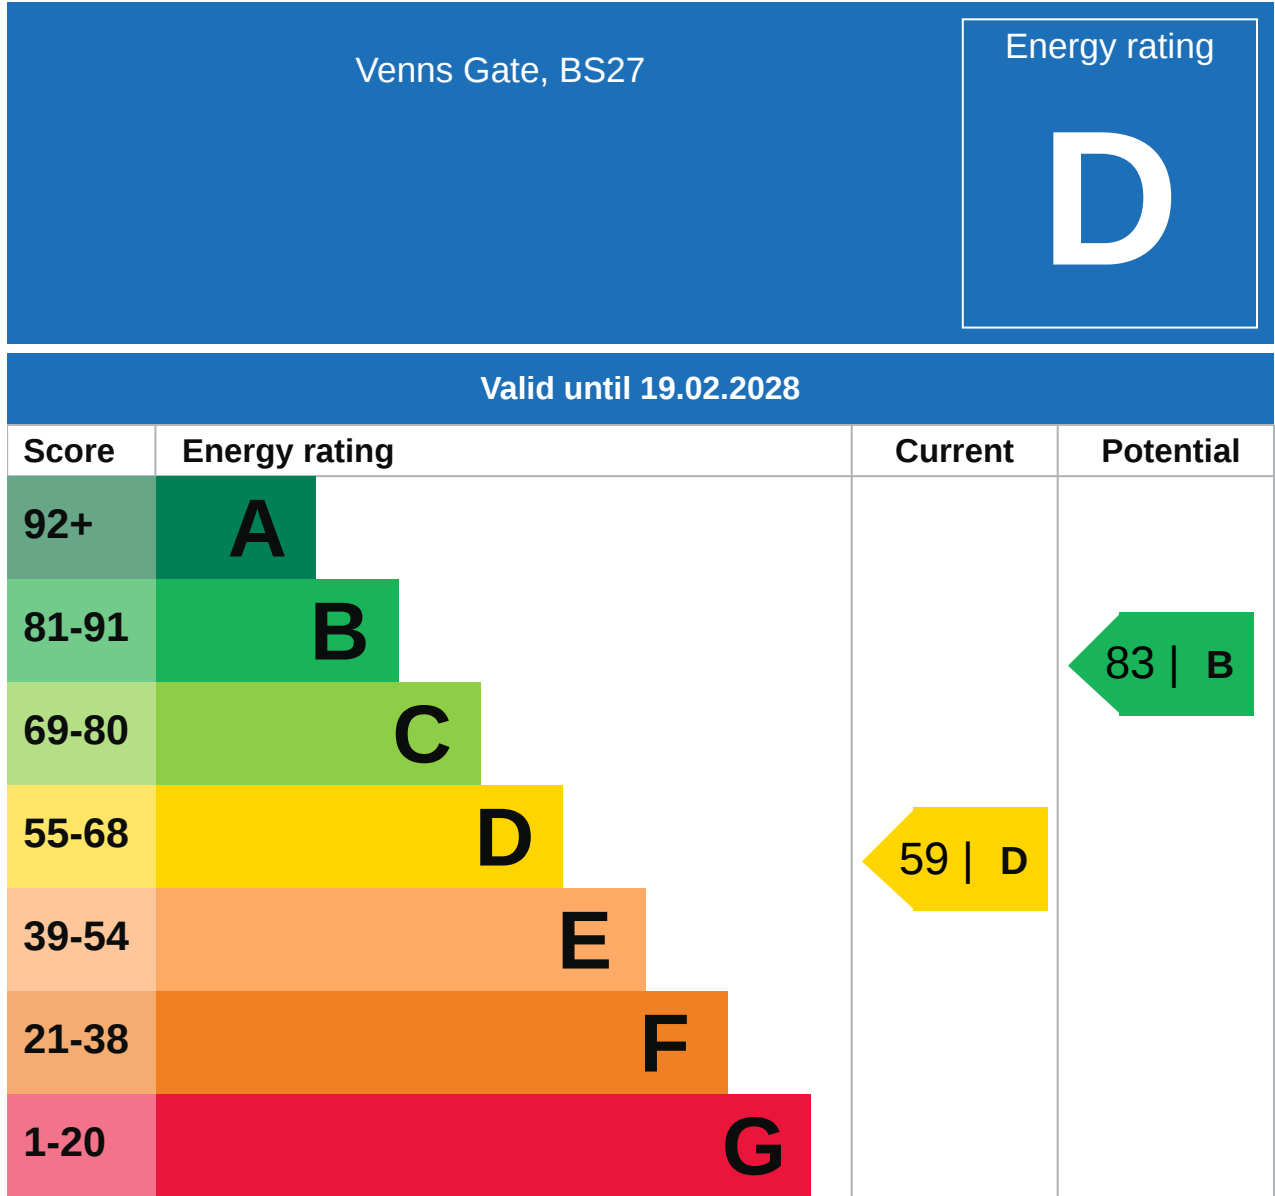 Venns Gate, BS27
Energy rating
D
Valid until 19.02.2028
Score Energy rating Current Potential
92+ A
81-91 B
83 | B
69-80 C
55-68 D
59 | D
39-54 E
21-38 F
1-20 G